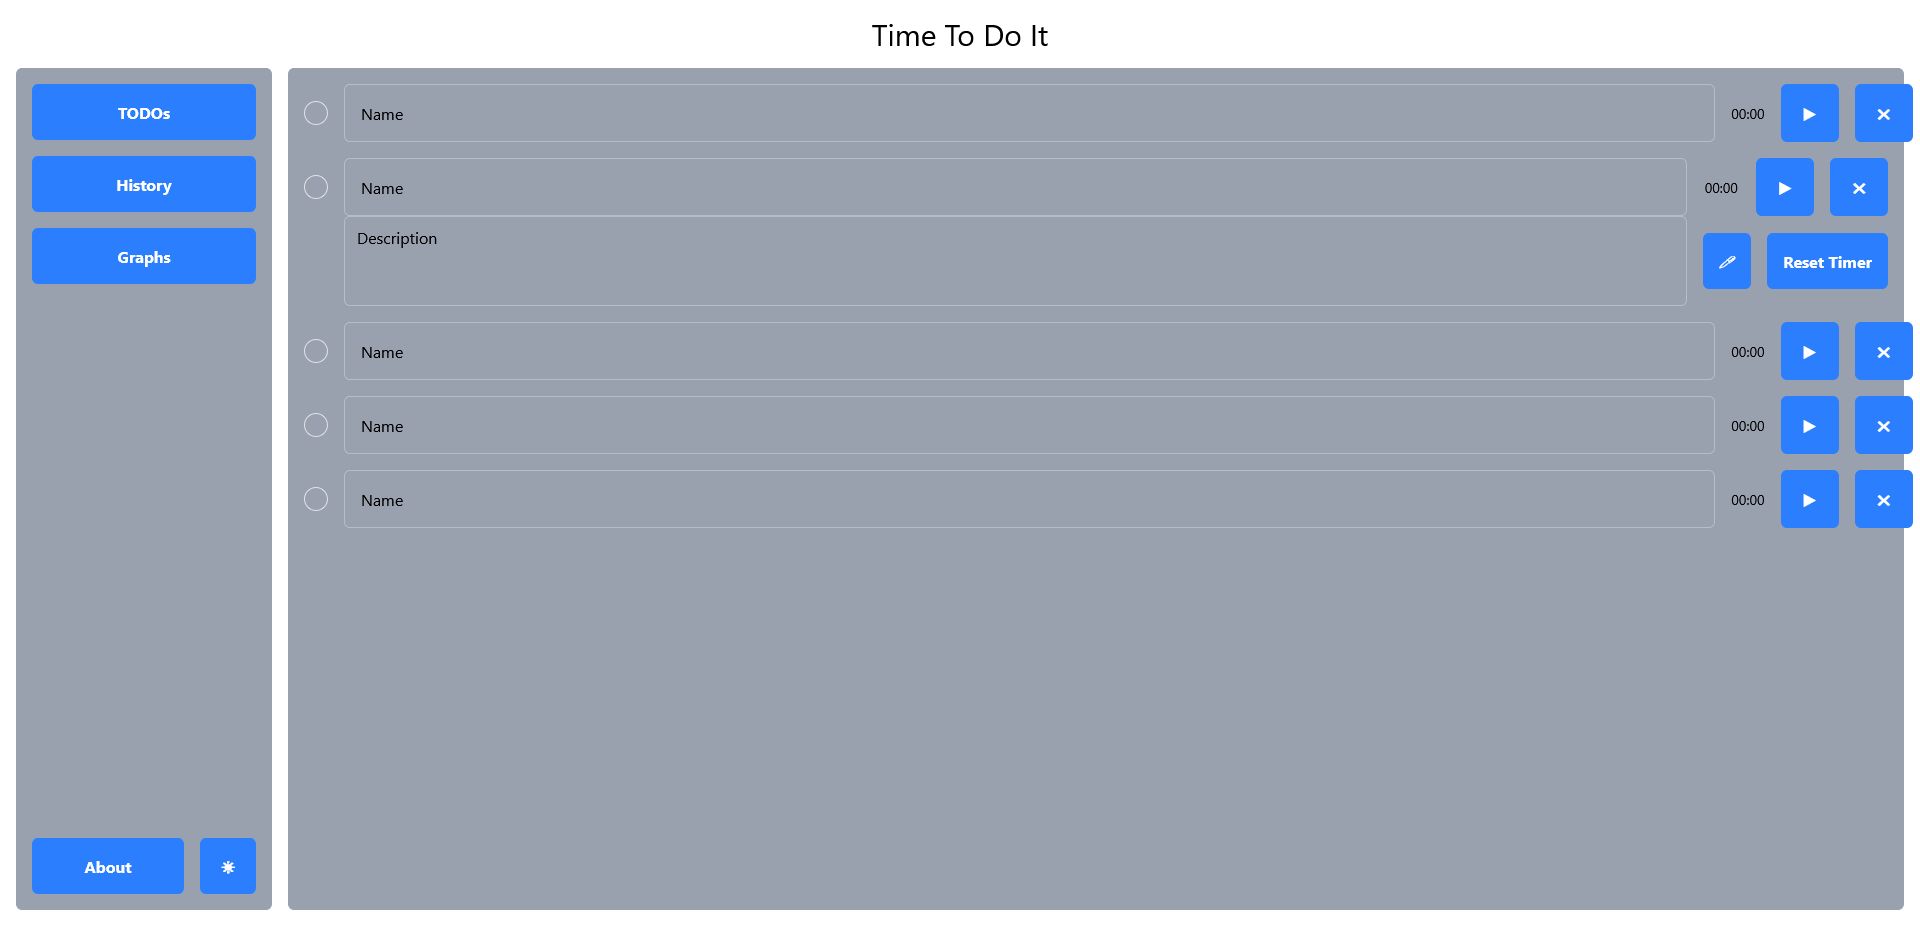 Time To Do It
TODOs
History
Graphs
About
Name 00:00
Name 00:00
Description
Reset Timer
Name 00:00
Name 00:00
Name 00:00